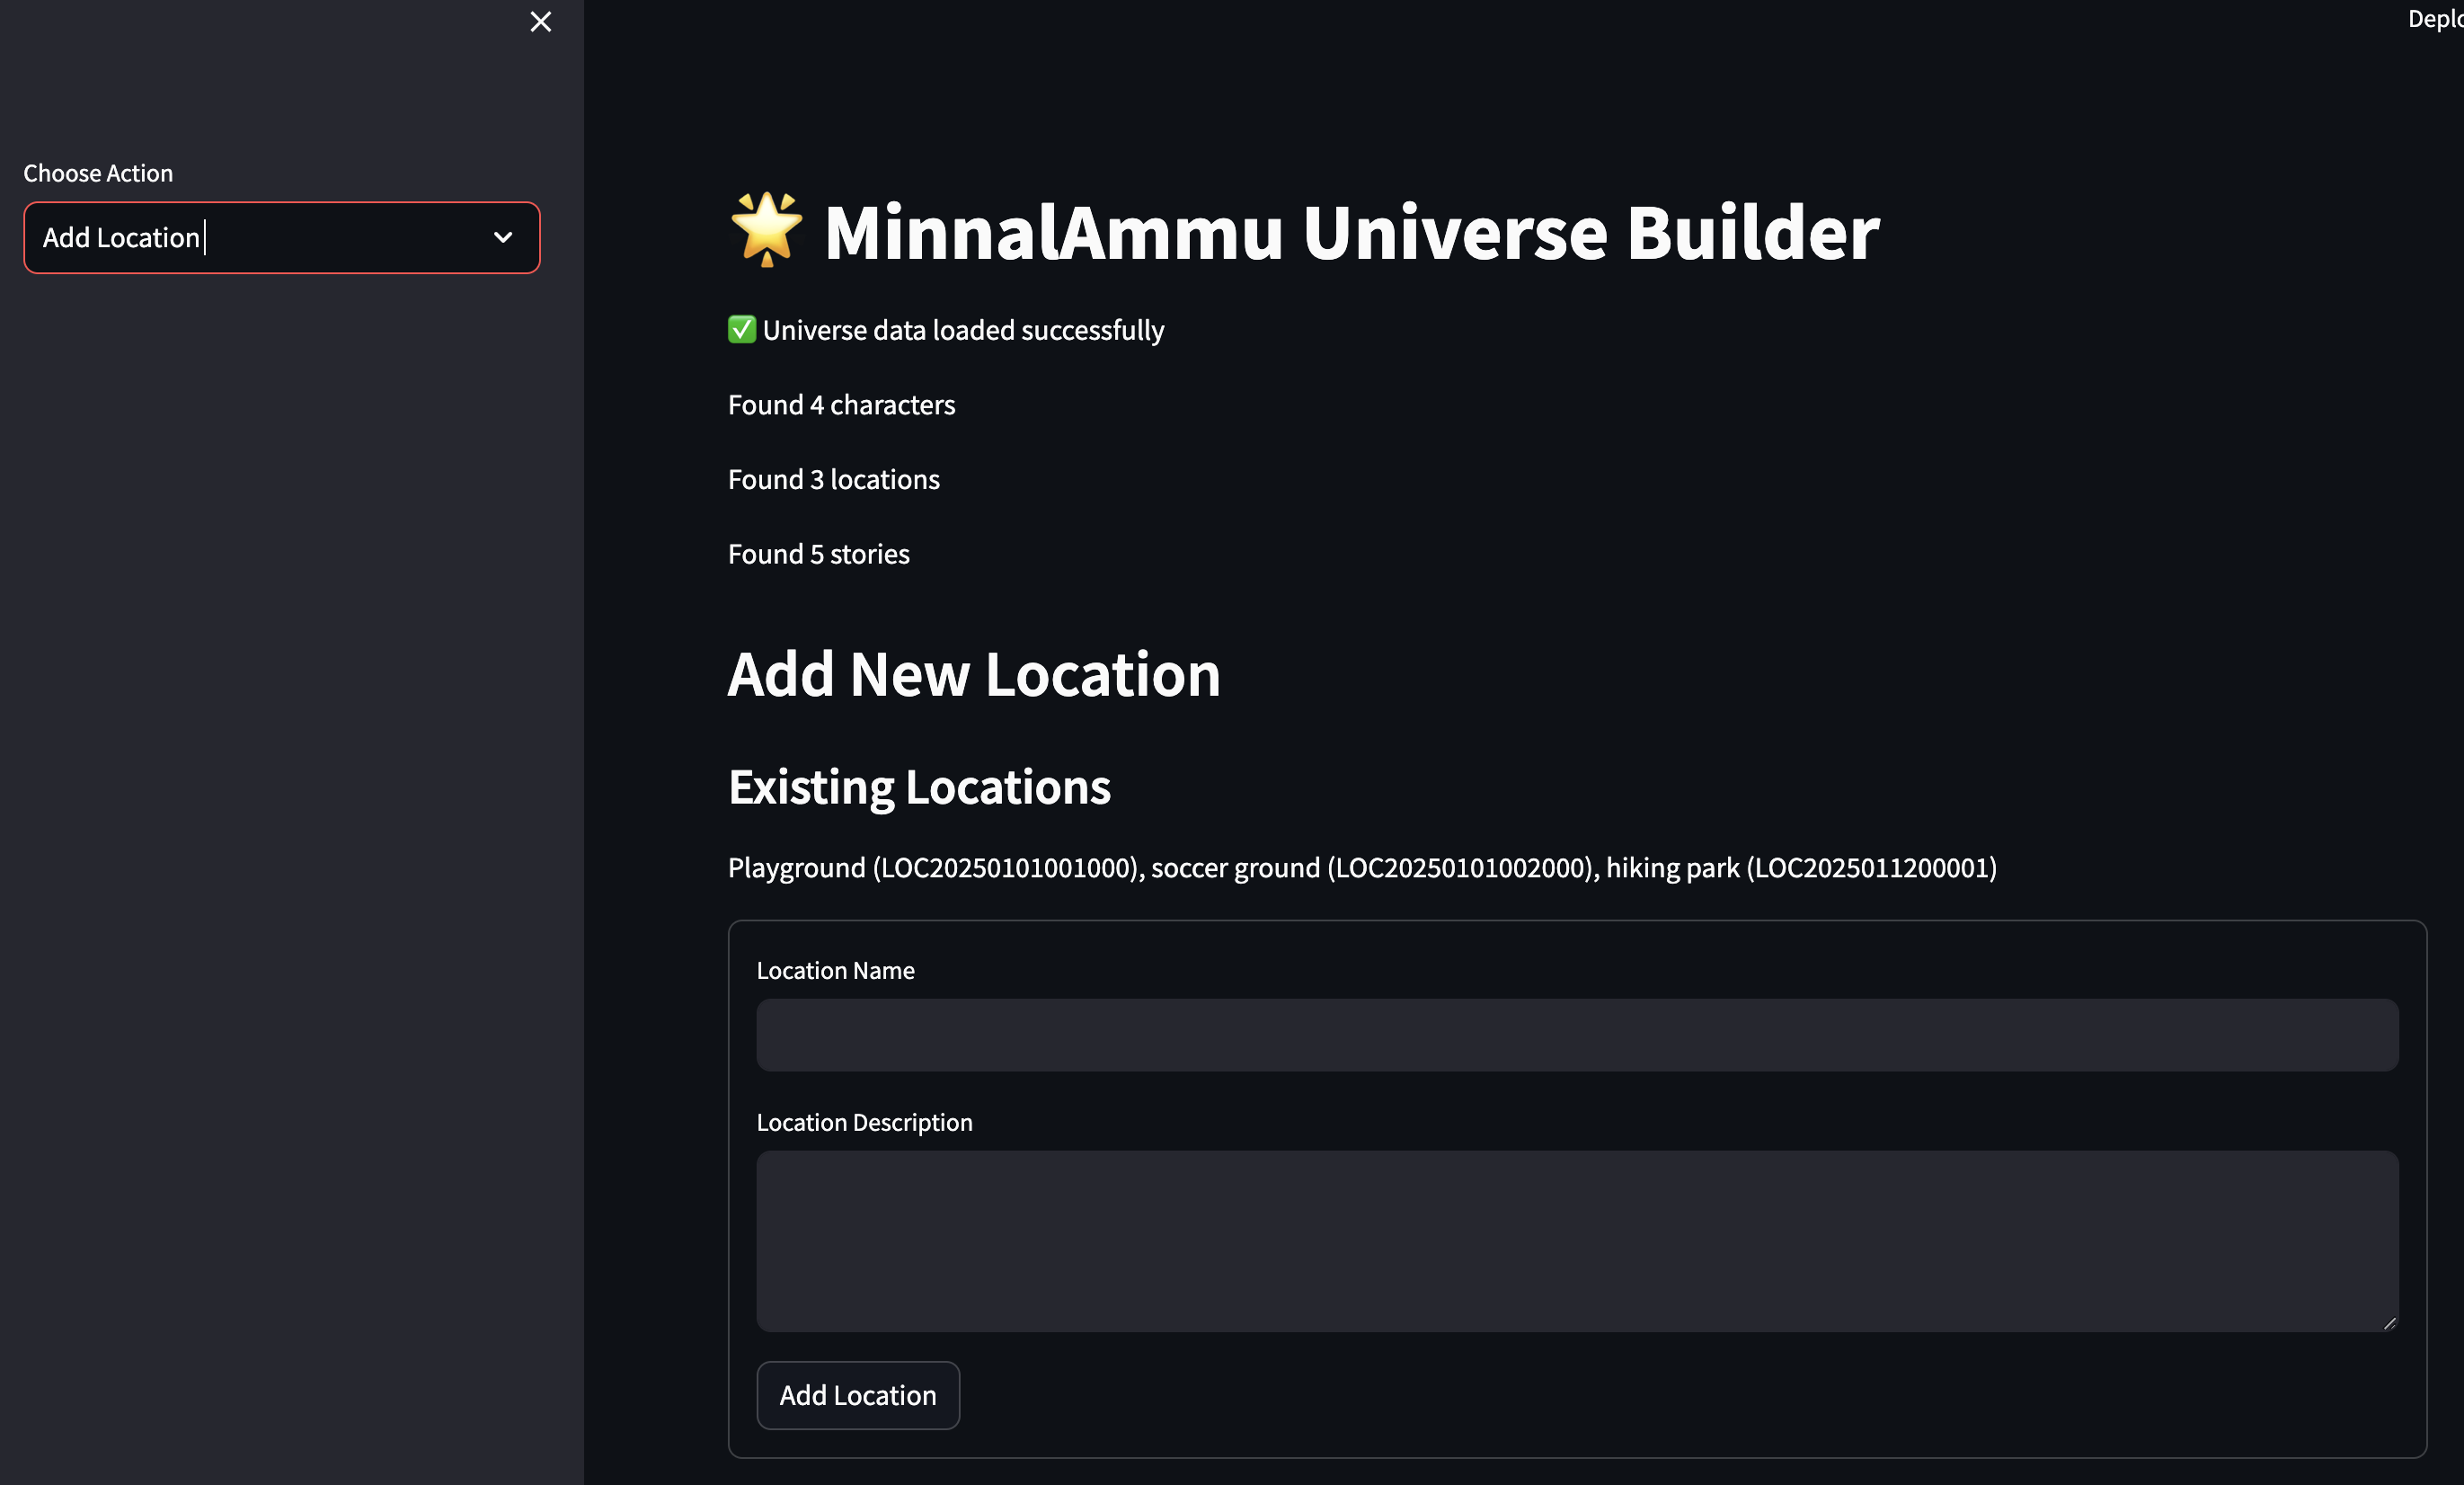 Deplo
Choose Action
Add Location
🌟 MinnalAmmu Universe Builder
✅ Universe data loaded successfully
Found 4 characters
Found 3 locations
Found 5 stories
Add New Location
Existing Locations
Playground (LOC20250101001000), soccer ground (LOC20250101002000), hiking park (LOC2025011200001)
Location Name
Location Description
Add Location